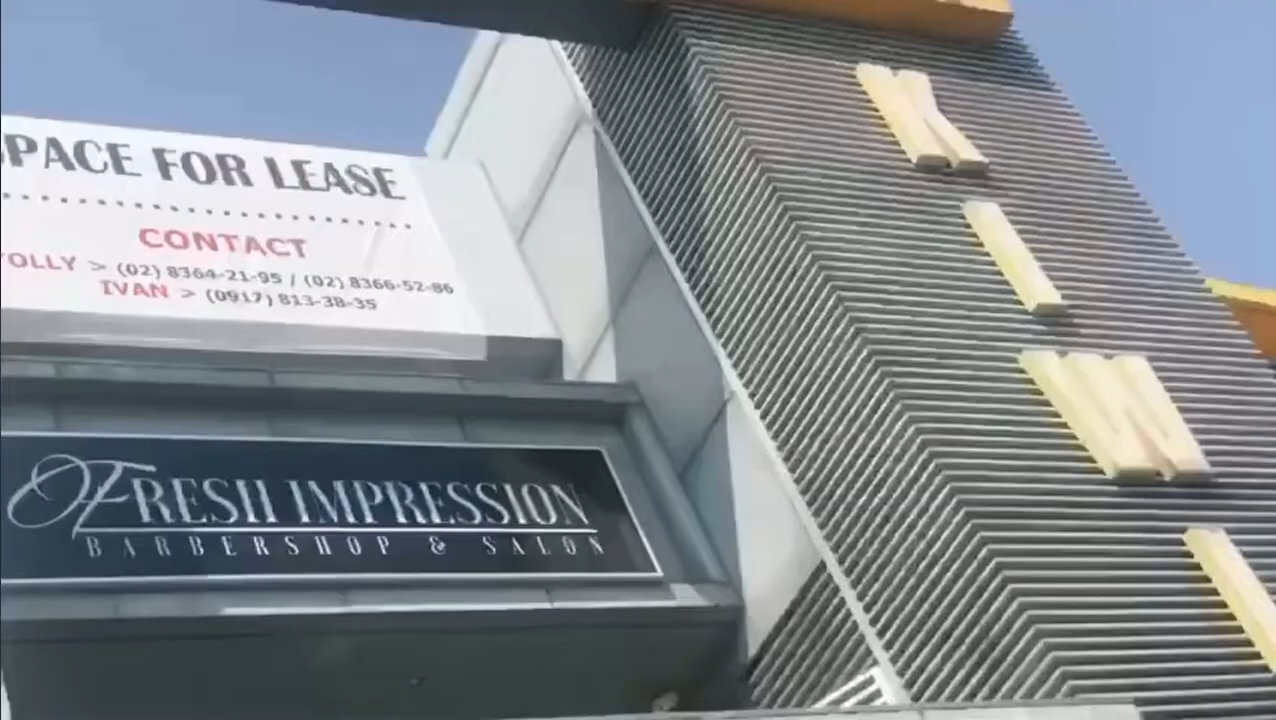 SPACE FOR LEASE
CONTACT
> (02) 8364-21-95 / (02) 8366-52-86
IVAN > (0917) 813-38-35
FRESH IMPRESSION
BARBERSHOP & SALON
K
I
W
I